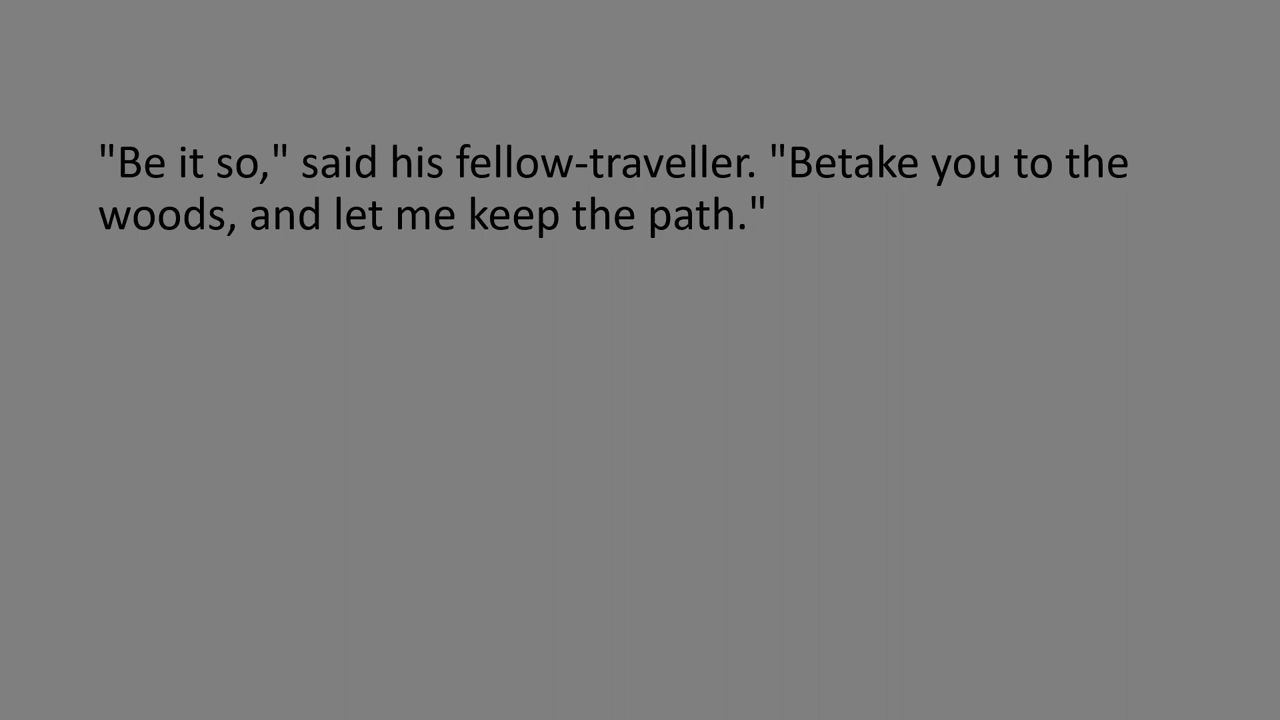 "Be it so," said his fellow-traveller. "Betake you to the
woods, and let me keep the path."